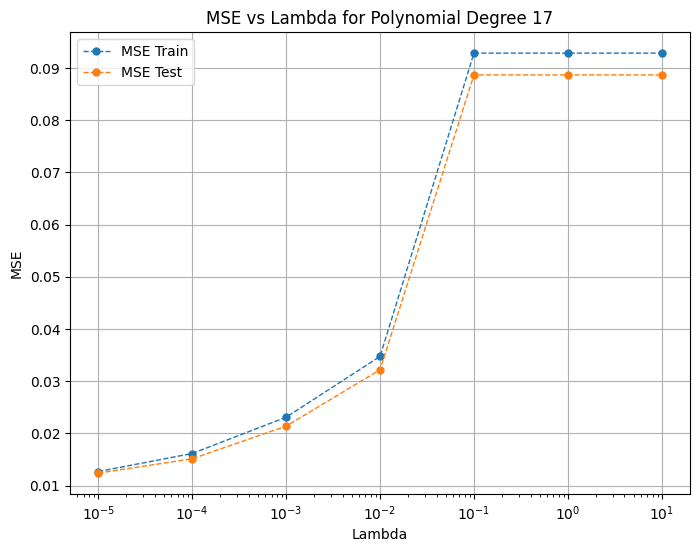 MSE vs Lambda for Polynomial Degree 17
MSE Train
MSE Test
0.09
0.08
0.07
0.06
0.05
0.04
0.03
0.02
0.01
MSE
10⁻⁵ 10⁻⁴ 10⁻³ 10⁻² 10⁻¹ 10⁰ 10¹
Lambda